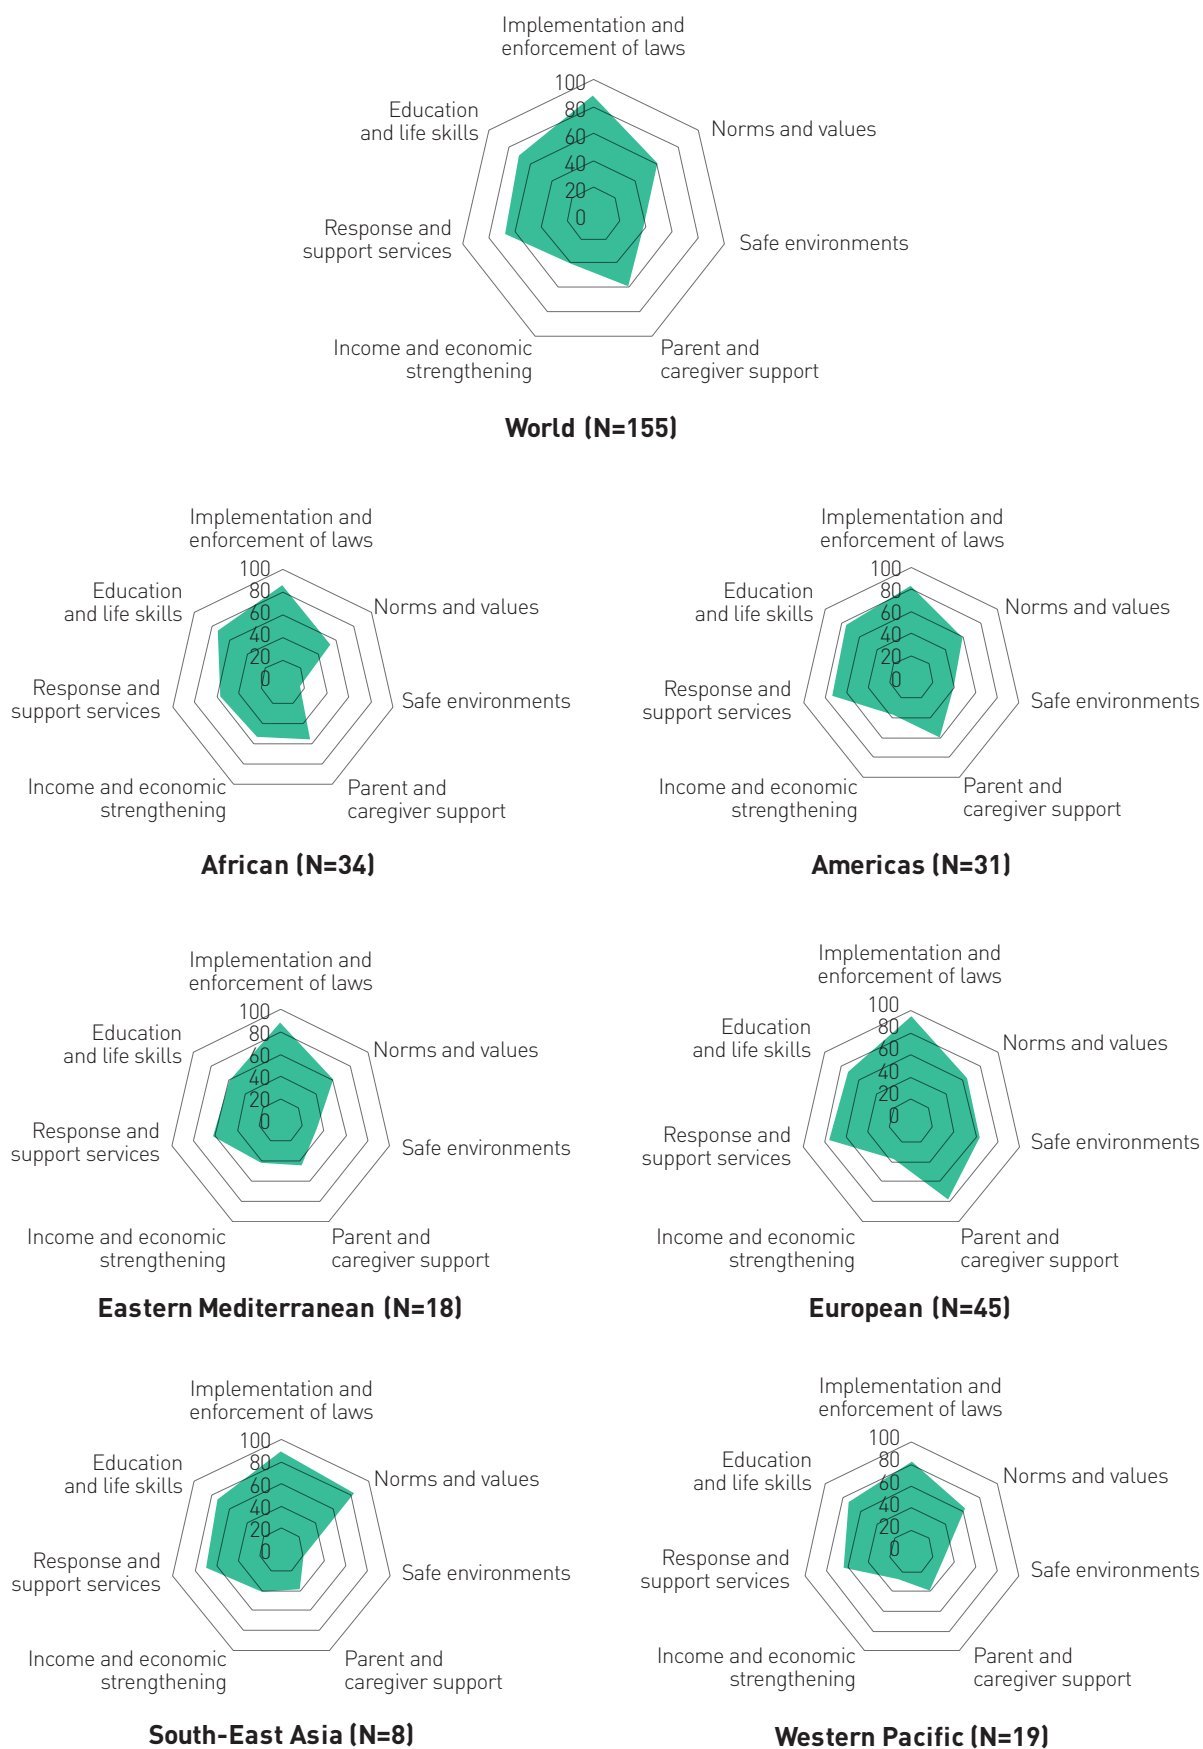 Implementation and
enforcement of laws
100
80
60
40
20
0
Education
and life skills
Norms and values
Response and
support services
Safe environments
Income and economic
strengthening
Parent and
caregiver support
World (N=155)
Implementation and
enforcement of laws
100
80
60
40
20
0
Education
and life skills
Norms and values
Response and
support services
Safe environments
Income and economic
strengthening
Parent and
caregiver support
African (N=34)
Implementation and
enforcement of laws
100
80
60
40
20
0
Education
and life skills
Norms and values
Response and
support services
Safe environments
Income and economic
strengthening
Parent and
caregiver support
Americas (N=31)
Implementation and
enforcement of laws
100
80
60
40
20
0
Education
and life skills
Norms and values
Response and
support services
Safe environments
Income and economic
strengthening
Parent and
caregiver support
Eastern Mediterranean (N=18)
Implementation and
enforcement of laws
100
80
60
40
20
0
Education
and life skills
Norms and values
Response and
support services
Safe environments
Income and economic
strengthening
Parent and
caregiver support
European (N=45)
Implementation and
enforcement of laws
100
80
60
40
20
0
Education
and life skills
Norms and values
Response and
support services
Safe environments
Income and economic
strengthening
Parent and
caregiver support
South-East Asia (N=8)
Implementation and
enforcement of laws
100
80
60
40
20
0
Education
and life skills
Norms and values
Response and
support services
Safe environments
Income and economic
strengthening
Parent and
caregiver support
Western Pacific (N=19)